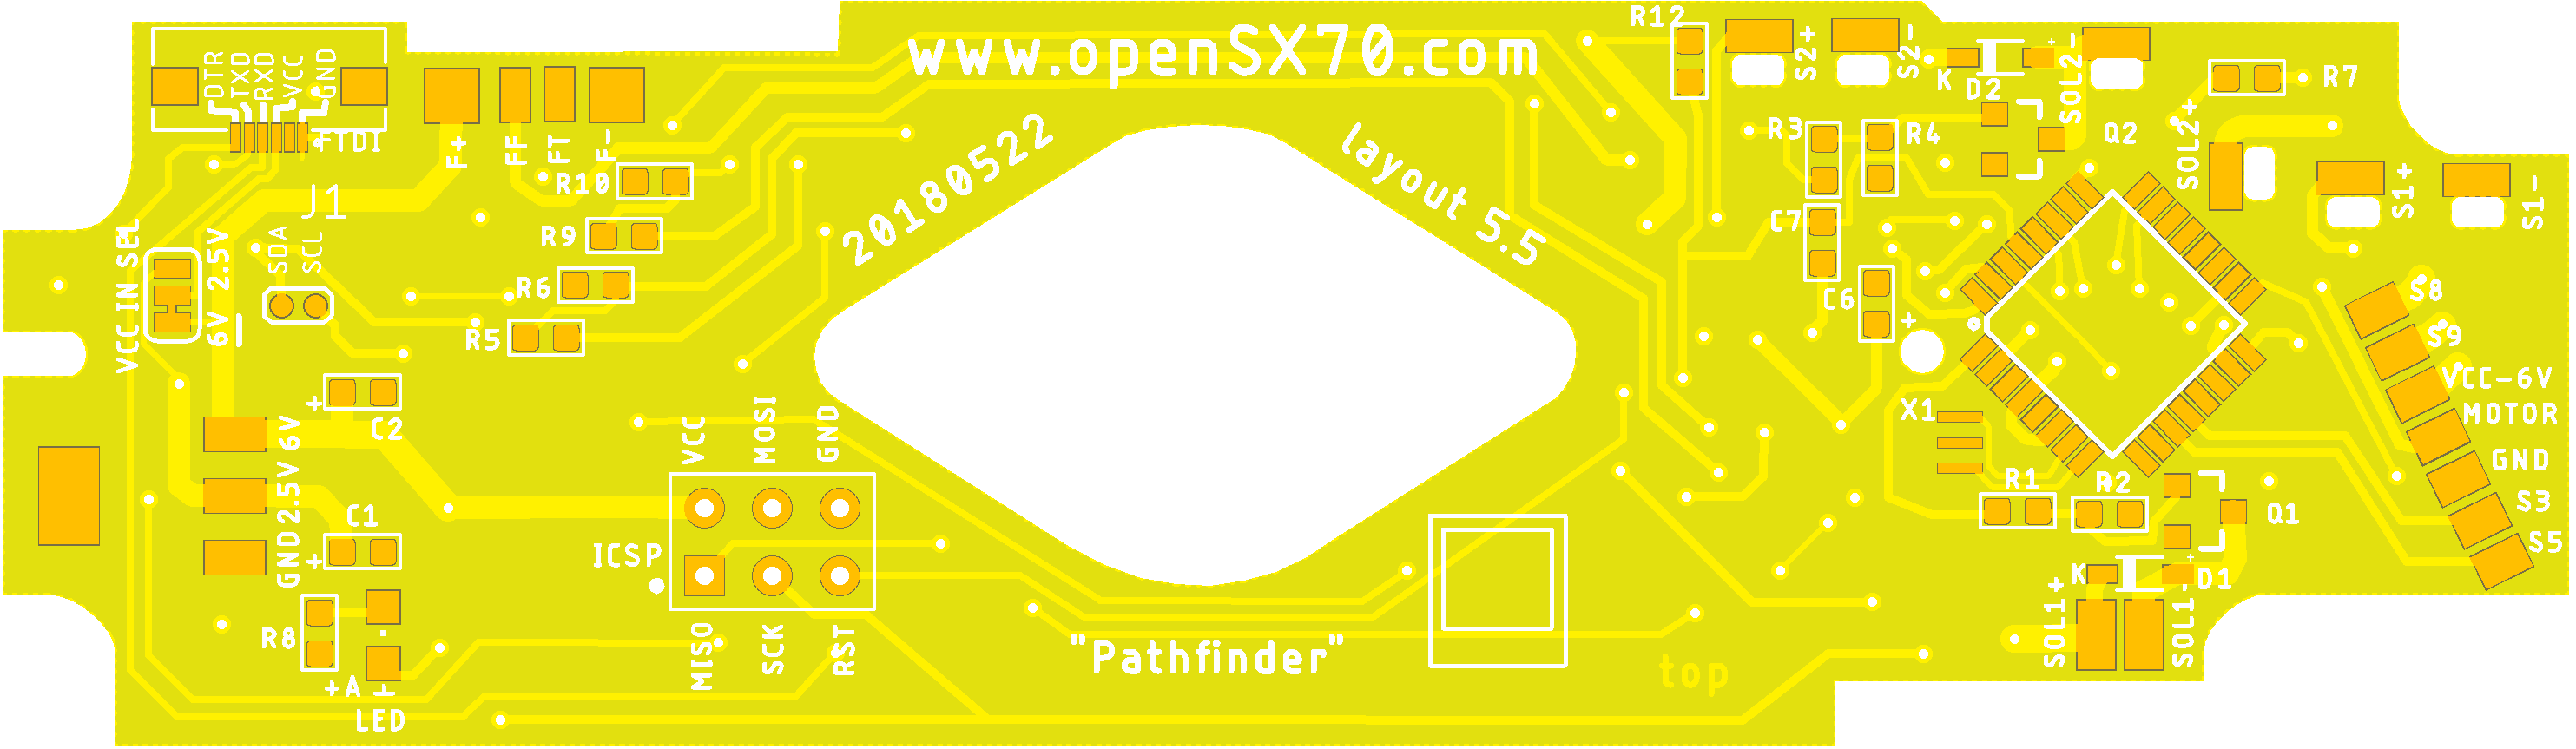 www.openSX70.com
R12
S2+
S2-
K
D2
SOL2-
R7
DTR
TXD
RXD
VCC
GND
FTDI
F+
FF
FT
F-
R10
20180522
layout 5.5
R3
R4
Q2
SOL2+
S1+
S1-
J1
SDA
SCL
VCC IN SEL
6V 2.5V
R9
C7
R6
C6
+
R5
S8
S9
VCC-6V
MOTOR
GND
S3
S5
+
C2
GND 2.5V 6V
VCC
MOSI
GND
X1
R1
R2
Q1
C1
+
ICSP
K
D1
SOL1+
SOL1-
R8
MISO
SCK
RST
"Pathfinder"
top
+A
LED